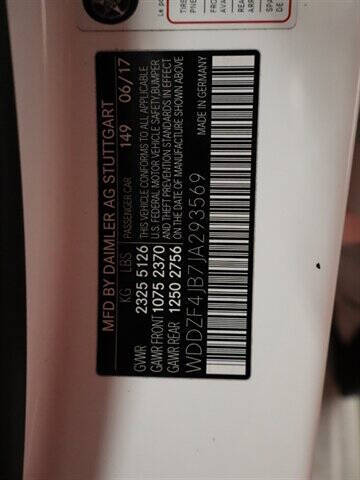 MFD BY DAIMLER AG STUTTGART
KG LBS PASSENGER CAR 149 06/17
GVWR 2325 5126 THIS VEHICLE CONFORMS TO ALL APPLICABLE
GAWR FRONT 1075 2370 U.S. FEDERAL MOTOR VEHICLE SAFETY, BUMPER
GAWR REAR 1250 2756 AND THEFT PREVENTION STANDARDS IN EFFECT
ON THE DATE OF MANUFACTURE SHOWN ABOVE
WDDZF4JB7JA293569 MADE IN GERMANY